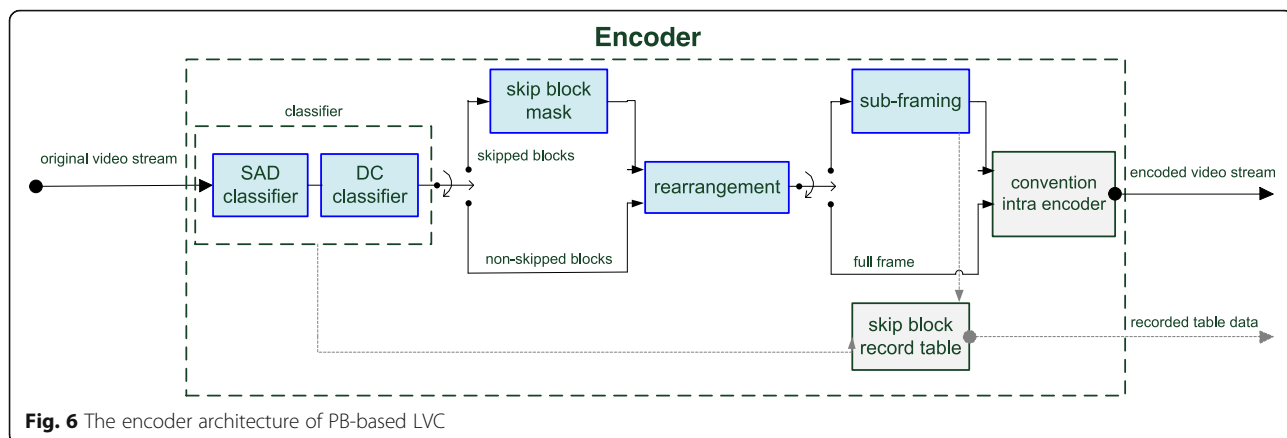 Encoder
classifier
original video stream
SAD
classifier
DC
classifier
skip block
mask
skipped blocks
non-skipped blocks
rearrangement
sub-framing
full frame
convention
intra encoder
encoded video stream
skip block
record table
recorded table data
Fig. 6 The encoder architecture of PB-based LVC